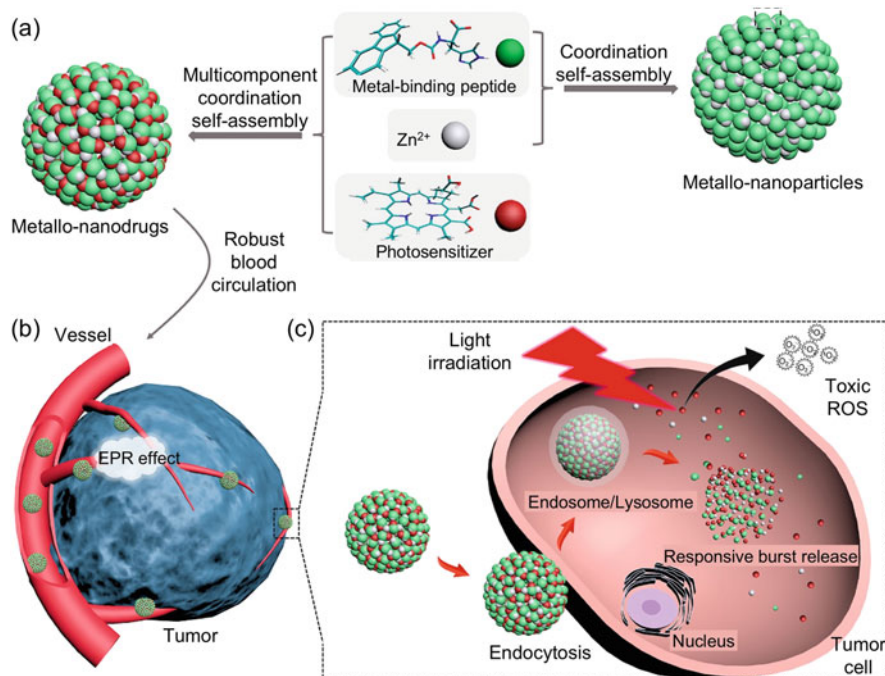 (a)
Multicomponent
coordination
self-assembly
Metal-binding peptide
Zn²⁺
Photosensitizer
Coordination
self-assembly
Metallo-nanoparticles
Metallo-nanodrugs
Robust
blood
circulation
(b)
Vessel
EPR effect
Tumor
(c)
Light
irradiation
Toxic
ROS
Endosome/Lysosome
Responsive burst release
Nucleus
Endocytosis
Tumor
cell